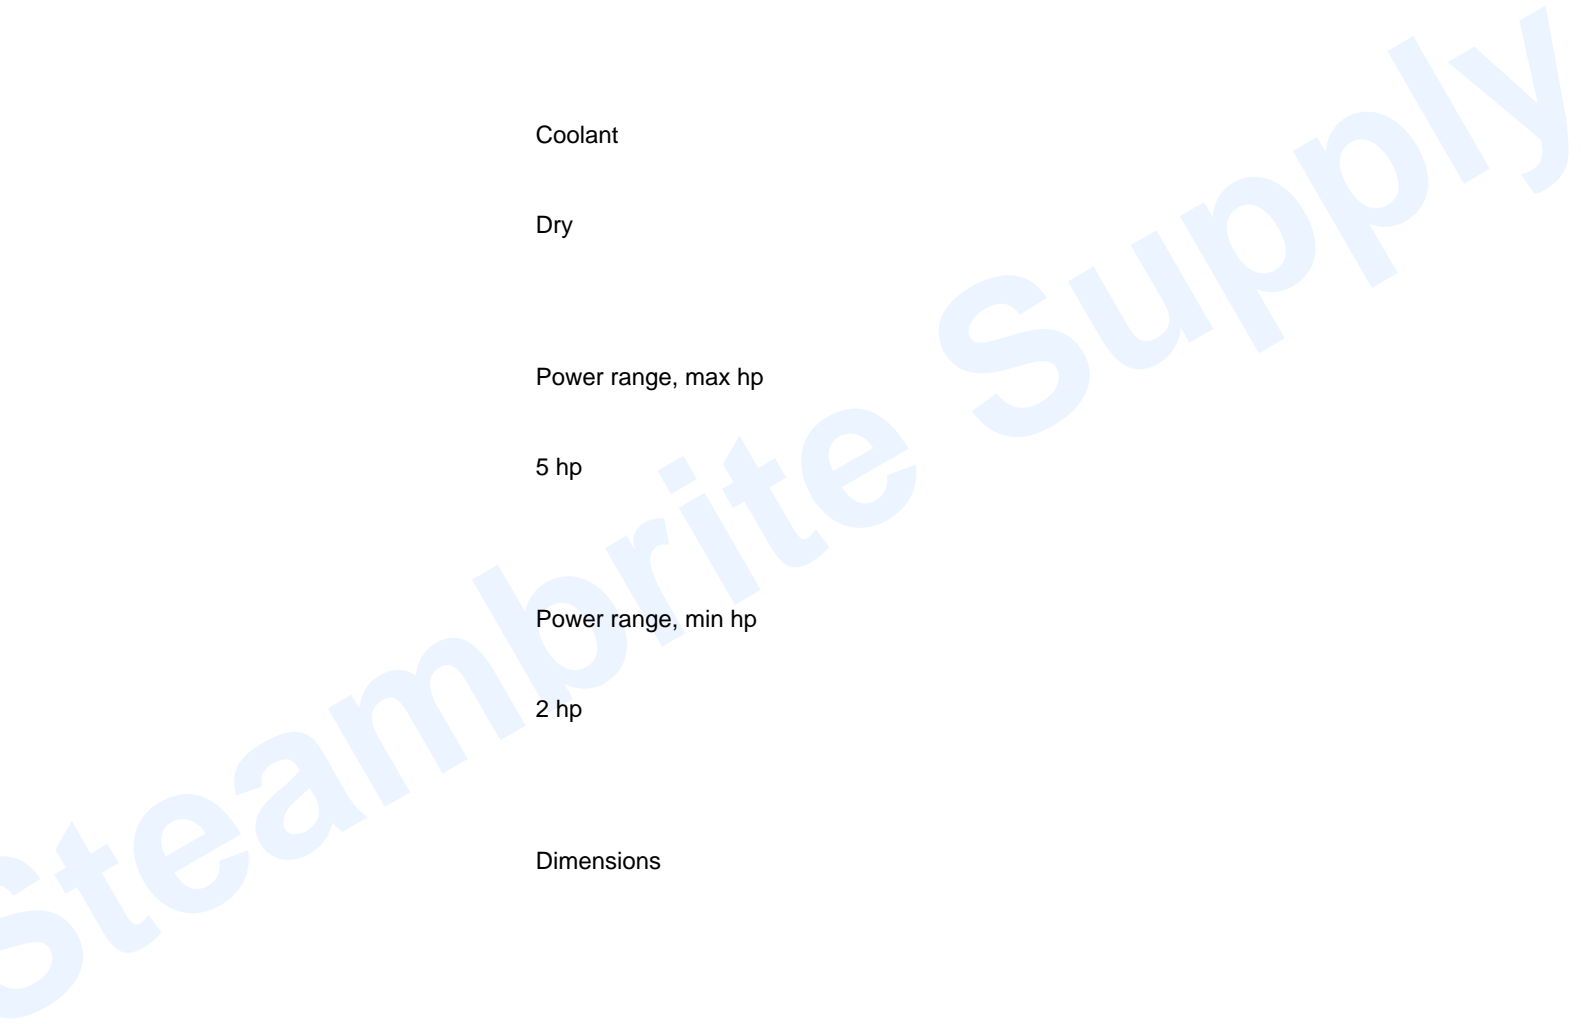 Coolant
Dry
Power range, max hp
5 hp
Power range, min hp
2 hp
Dimensions
Steambrite Supply